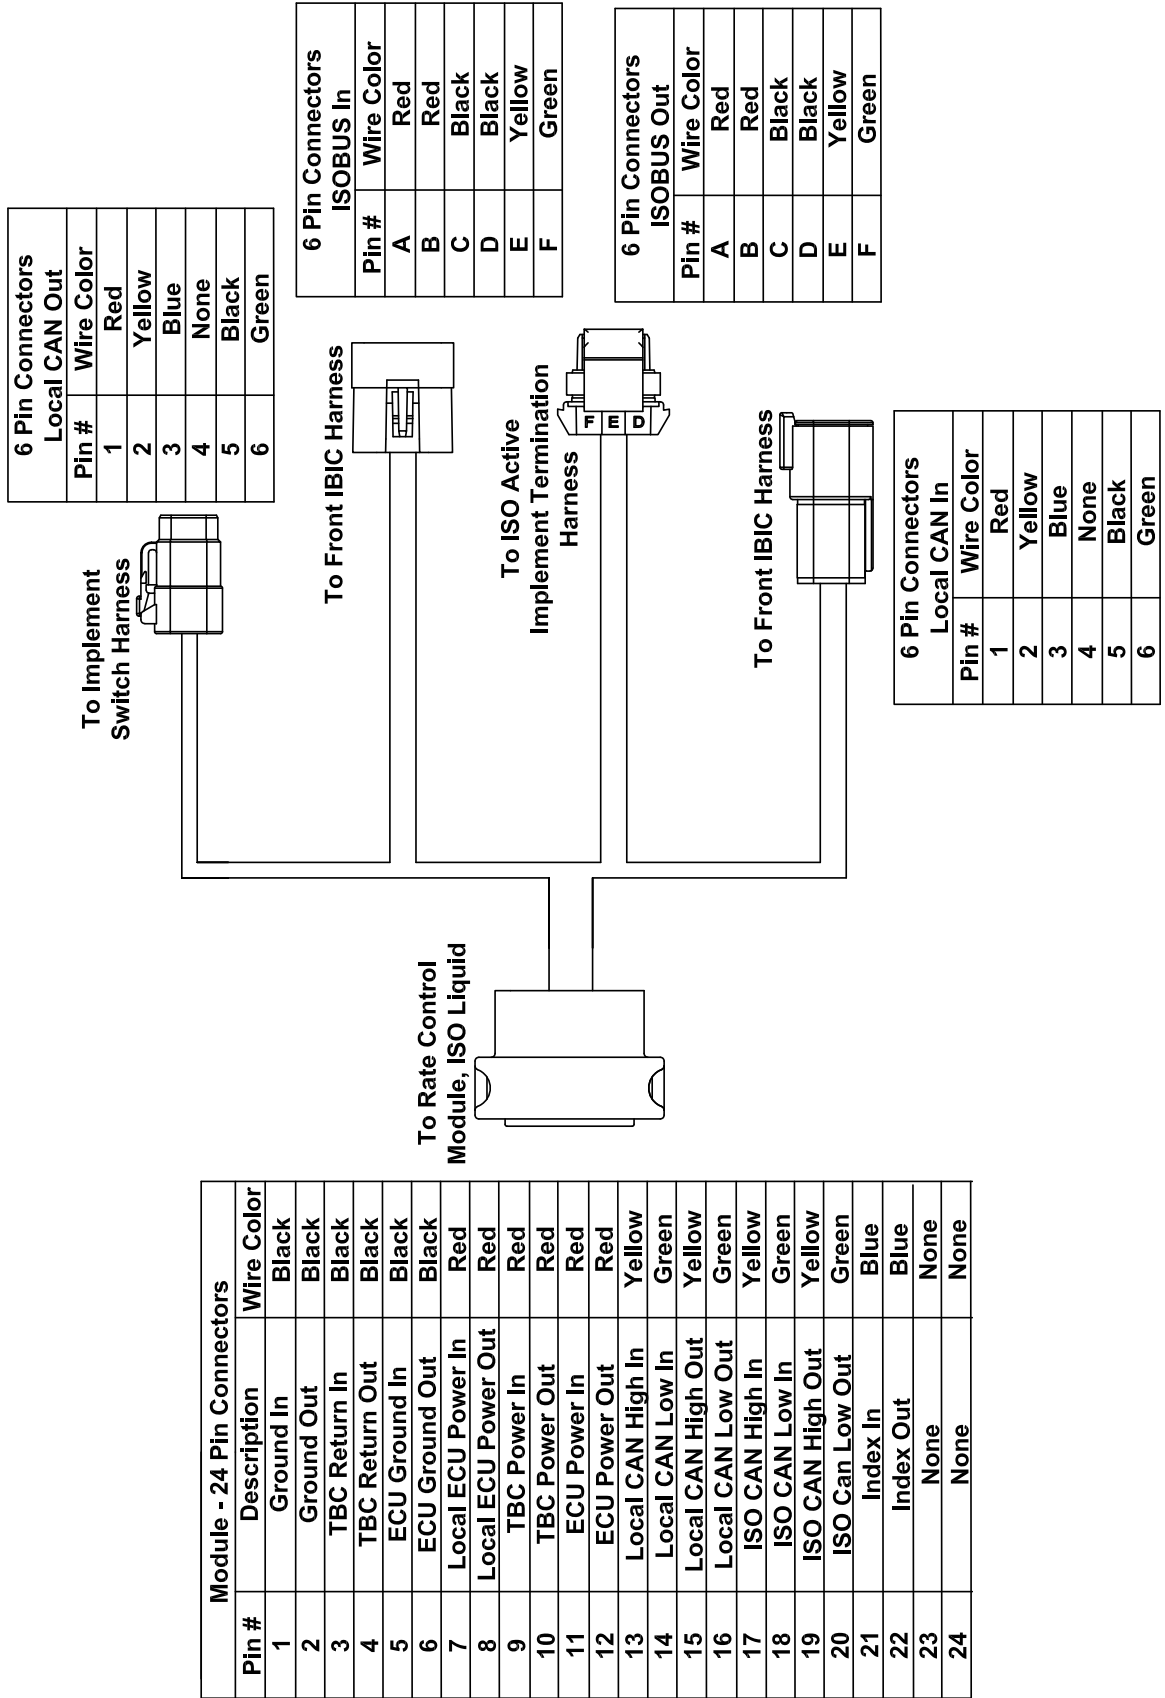 Module - 24 Pin Connectors
Pin # Description Wire Color
1 Ground In Black
2 Ground Out Black
3 TBC Return In Black
4 TBC Return Out Black
5 ECU Ground In Black
6 ECU Ground Out Black
7 Local ECU Power In Red
8 Local ECU Power Out Red
9 TBC Power In Red
10 TBC Power Out Red
11 ECU Power In Red
12 ECU Power Out Red
13 Local CAN High In Yellow
14 Local CAN Low In Green
15 Local CAN High Out Yellow
16 Local CAN Low Out Green
17 ISO CAN High In Yellow
18 ISO CAN Low In Green
19 ISO CAN High Out Yellow
20 ISO Can Low Out Green
21 Index In Blue
22 Index Out Blue
23 None None
24 None None
To Rate Control
Module, ISO Liquid
To Implement
Switch Harness
6 Pin Connectors
Local CAN Out
Pin # Wire Color
1 Red
2 Yellow
3 Blue
4 None
5 Black
6 Green
To Front IBIC Harness
6 Pin Connectors
ISOBUS In
Pin # Wire Color
A Red
B Red
C Black
D Black
E Yellow
F Green
To ISO Active
Implement Termination
Harness
F E D
6 Pin Connectors
ISOBUS Out
Pin # Wire Color
A Red
B Red
C Black
D Black
E Yellow
F Green
To Front IBIC Harness
6 Pin Connectors
Local CAN In
Pin # Wire Color
1 Red
2 Yellow
3 Blue
4 None
5 Black
6 Green